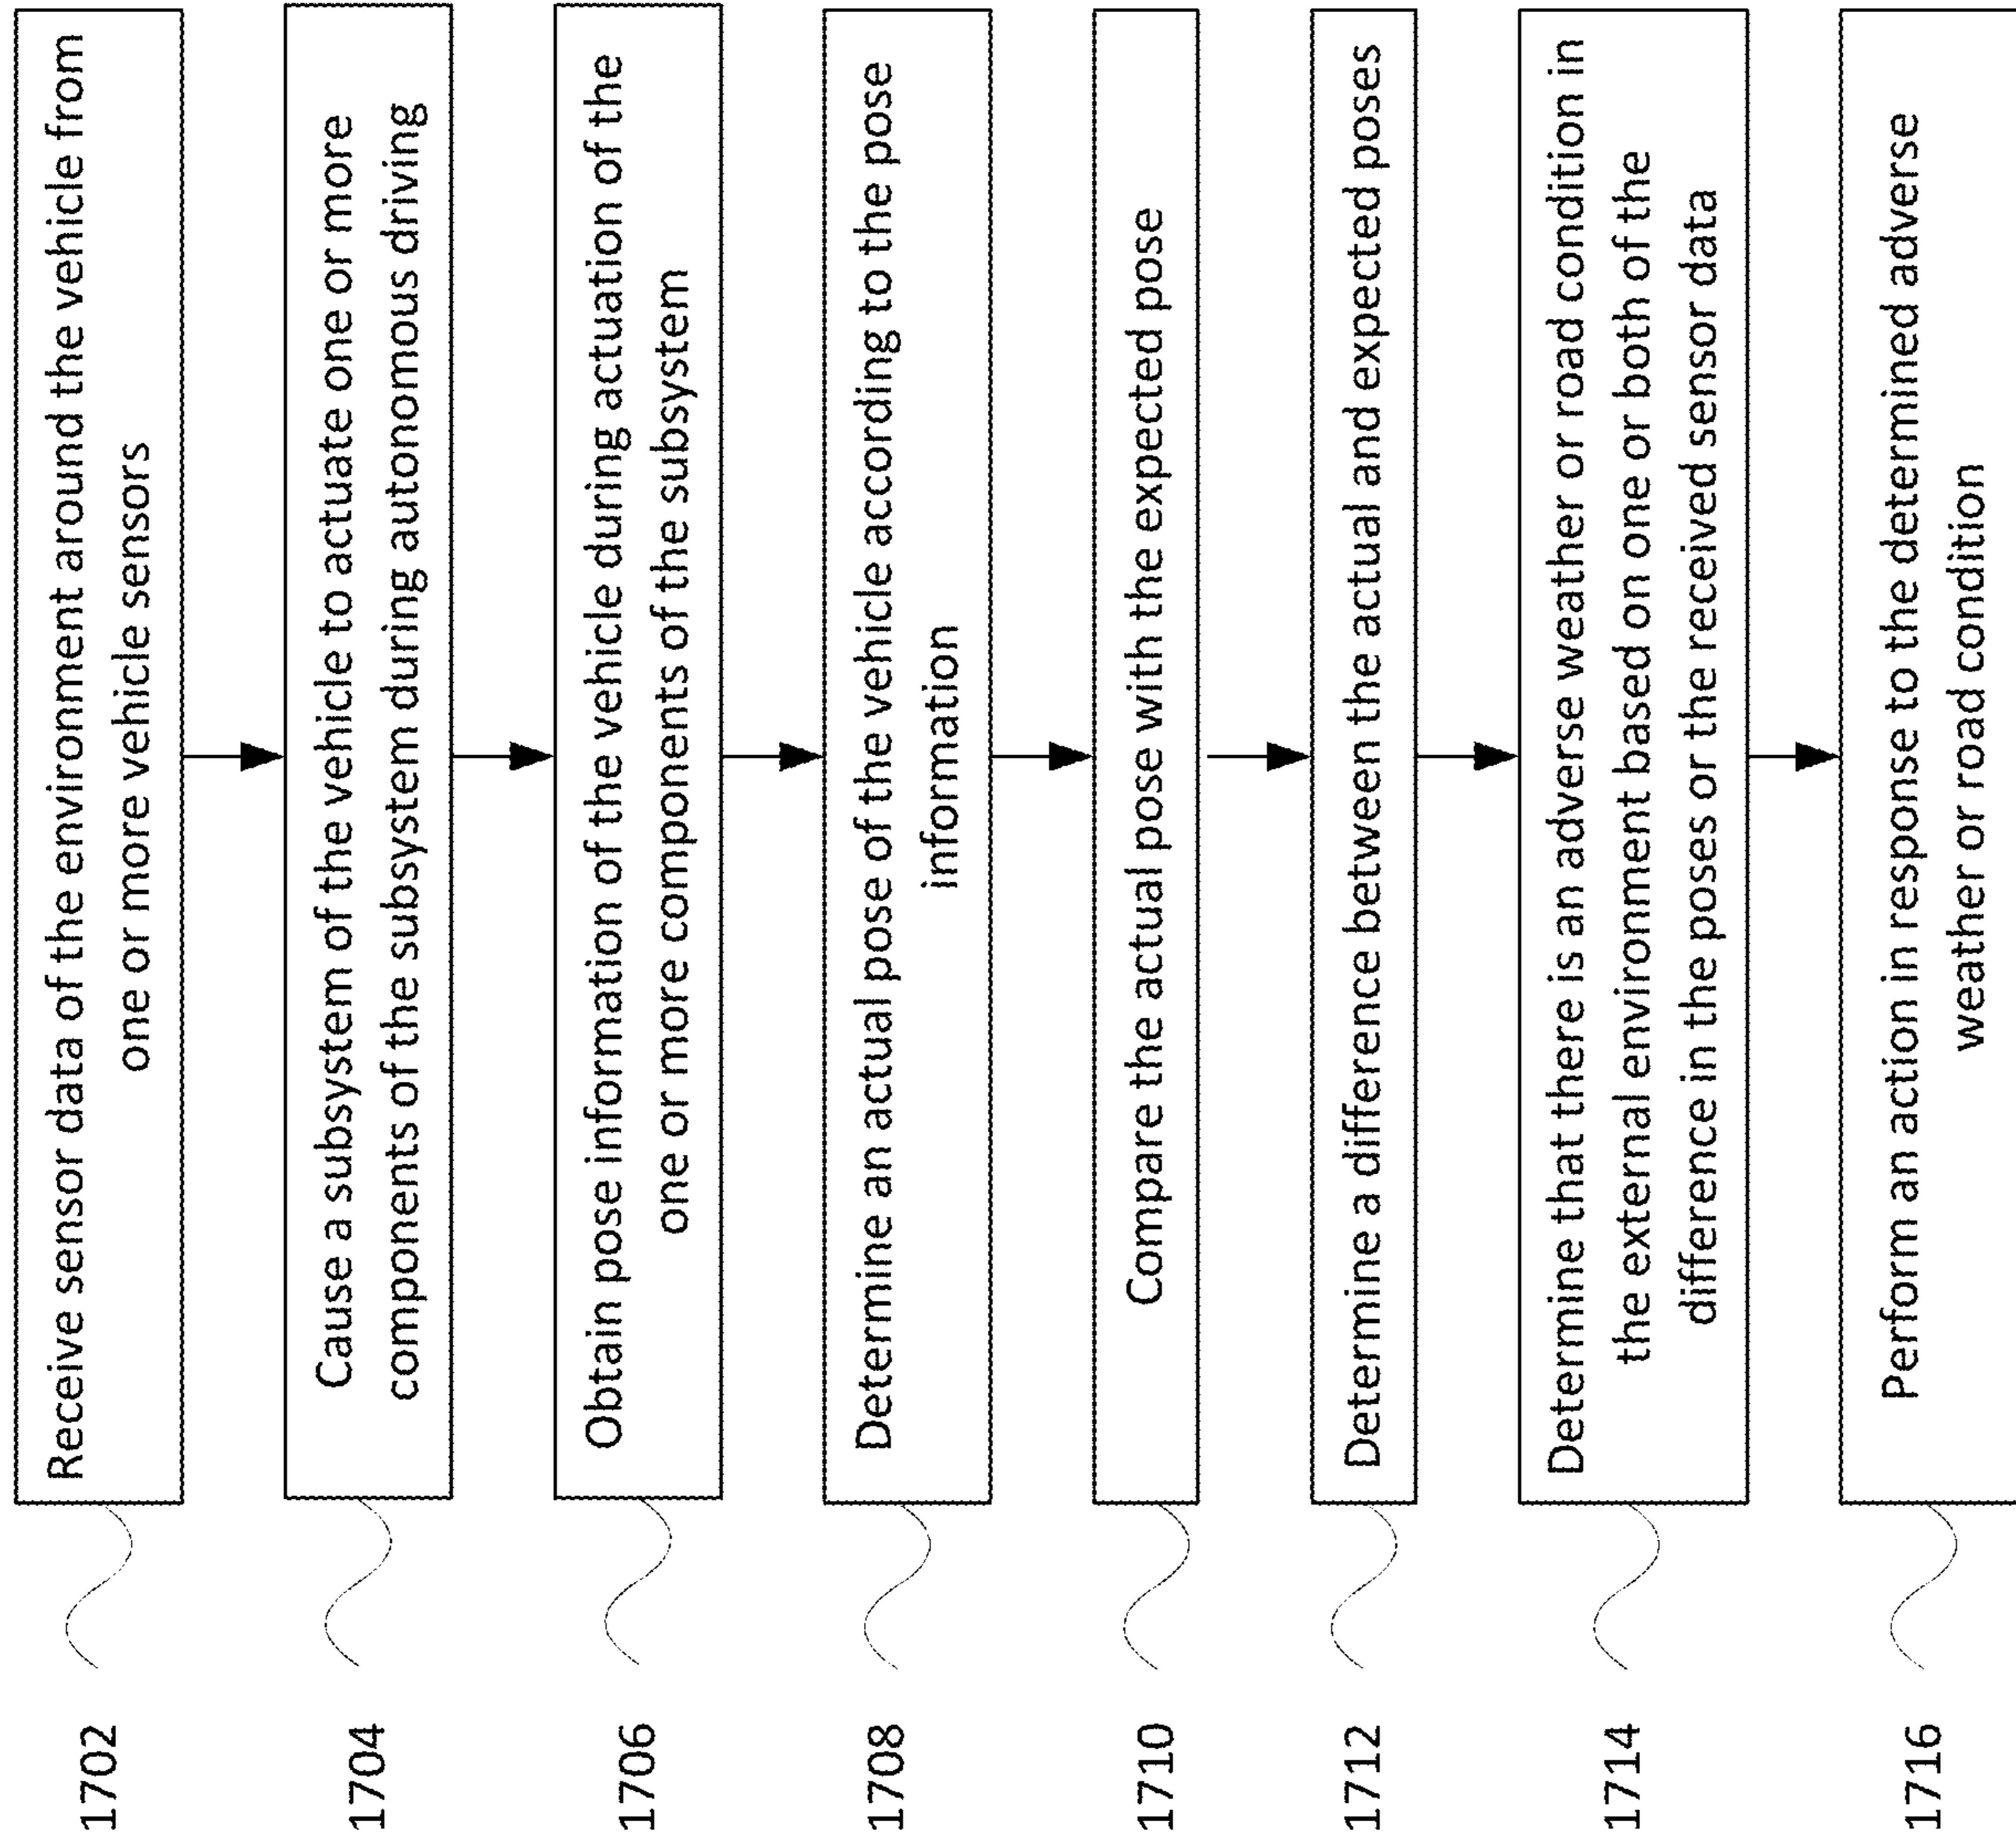 1702
Receive sensor data of the environment around the vehicle from
one or more vehicle sensors
1704
Cause a subsystem of the vehicle to actuate one or more
components of the subsystem during autonomous driving
1706
Obtain pose information of the vehicle during actuation of the
one or more components of the subsystem
1708
Determine an actual pose of the vehicle according to the pose
information
1710
Compare the actual pose with the expected pose
1712
Determine a difference between the actual and expected poses
1714
Determine that there is an adverse weather or road condition in
the external environment based on one or both of the
difference in the poses or the received sensor data
1716
Perform an action in response to the determined adverse
weather or road condition